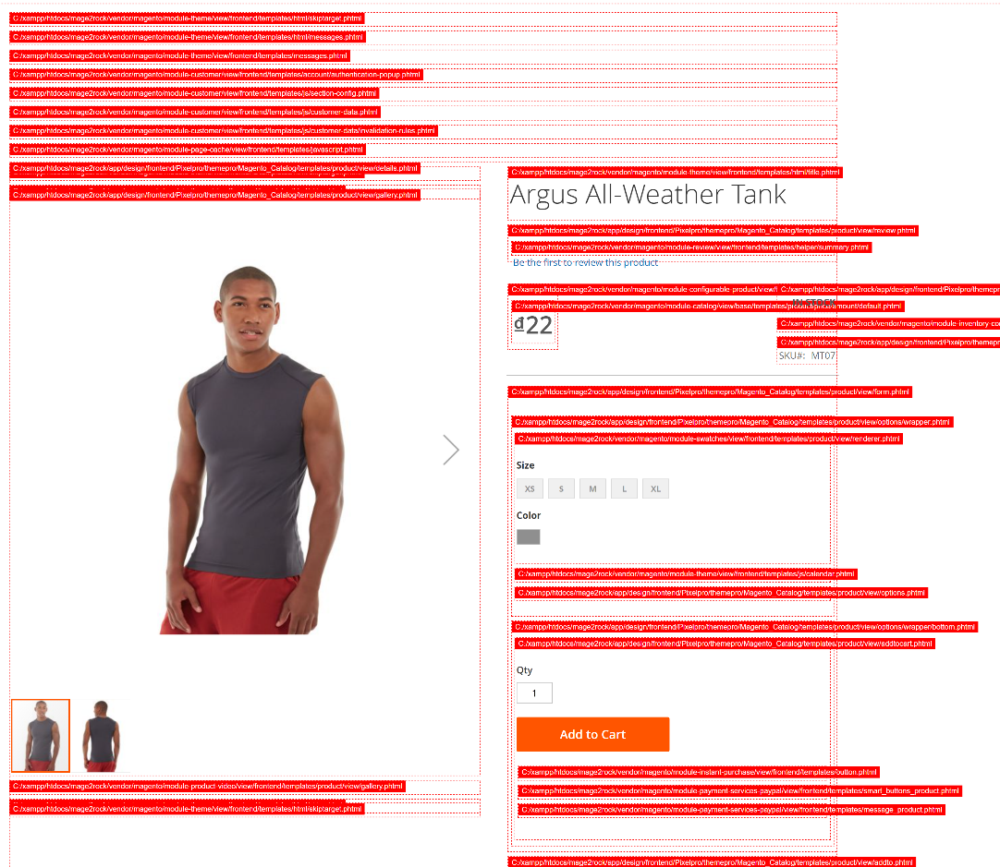 C:/xampp/htdocs/mage2rock/vendor/magento/module-theme/view/frontend/templates/html/skiptarget.phtml
C:/xampp/htdocs/mage2rock/vendor/magento/module-theme/view/frontend/templates/html/messages.phtml
C:/xampp/htdocs/mage2rock/vendor/magento/module-theme/view/frontend/templates/messages.phtml
C:/xampp/htdocs/mage2rock/vendor/magento/module-customer/view/frontend/templates/account/authentication-popup.phtml
C:/xampp/htdocs/mage2rock/vendor/magento/module-customer/view/frontend/templates/js/section-config.phtml
C:/xampp/htdocs/mage2rock/vendor/magento/module-customer/view/frontend/templates/js/customer-data.phtml
C:/xampp/htdocs/mage2rock/vendor/magento/module-customer/view/frontend/templates/js/customer-data/invalidation-rules.phtml
C:/xampp/htdocs/mage2rock/vendor/magento/module-page-cache/view/frontend/templates/javascript.phtml
C:/xampp/htdocs/mage2rock/app/design/frontend/Pixelpro/themepro/Magento_Catalog/templates/product/view/details.phtml
C:/xampp/htdocs/mage2rock/app/design/frontend/Pixelpro/themepro/Magento_Catalog/templates/product/view/gallery.phtml
C:/xampp/htdocs/mage2rock/vendor/magento/module-product-video/view/frontend/templates/product/view/gallery.phtml
C:/xampp/htdocs/mage2rock/vendor/magento/module-theme/view/frontend/templates/html/skiptarget.phtml
C:/xampp/htdocs/mage2rock/vendor/magento/module-theme/view/frontend/templates/html/title.phtml
Argus All-Weather Tank
C:/xampp/htdocs/mage2rock/app/design/frontend/Pixelpro/themepro/Magento_Catalog/templates/product/view/review.phtml
C:/xampp/htdocs/mage2rock/vendor/magento/module-review/view/frontend/templates/helper/summary.phtml
Be the first to review this product
C:/xampp/htdocs/mage2rock/vendor/magento/module-configurable-product/view/ C:/xampp/htdocs/mage2rock/app/design/frontend/Pixelpro/themepr
C:/xampp/htdocs/mage2rock/vendor/magento/module-catalog/view/base/templates/product/price/amount/default.phtml
IN STOCK
₫22
C:/xampp/htdocs/mage2rock/vendor/magento/module-inventory-co
C:/xampp/htdocs/mage2rock/app/design/frontend/Pixelpro/themepr
SKU#: MT07
C:/xampp/htdocs/mage2rock/app/design/frontend/Pixelpro/themepro/Magento_Catalog/templates/product/view/form.phtml
C:/xampp/htdocs/mage2rock/app/design/frontend/Pixelpro/themepro/Magento_Catalog/templates/product/view/options/wrapper.phtml
C:/xampp/htdocs/mage2rock/vendor/magento/module-swatches/view/frontend/templates/product/view/renderer.phtml
Size
XS S M L XL
Color
C:/xampp/htdocs/mage2rock/vendor/magento/module-theme/view/frontend/templates/js/calendar.phtml
C:/xampp/htdocs/mage2rock/app/design/frontend/Pixelpro/themepro/Magento_Catalog/templates/product/view/options.phtml
C:/xampp/htdocs/mage2rock/app/design/frontend/Pixelpro/themepro/Magento_Catalog/templates/product/view/options/wrapper/bottom.phtml
C:/xampp/htdocs/mage2rock/app/design/frontend/Pixelpro/themepro/Magento_Catalog/templates/product/view/addtocart.phtml
Qty
1
Add to Cart
C:/xampp/htdocs/mage2rock/vendor/magento/module-instant-purchase/view/frontend/templates/button.phtml
C:/xampp/htdocs/mage2rock/vendor/magento/module-payment-services-paypal/view/frontend/templates/smart_buttons_product.phtml
C:/xampp/htdocs/mage2rock/vendor/magento/module-payment-services-paypal/view/frontend/templates/message_product.phtml
C:/xampp/htdocs/mage2rock/app/design/frontend/Pixelpro/themepro/Magento_Catalog/templates/product/view/addto.phtml